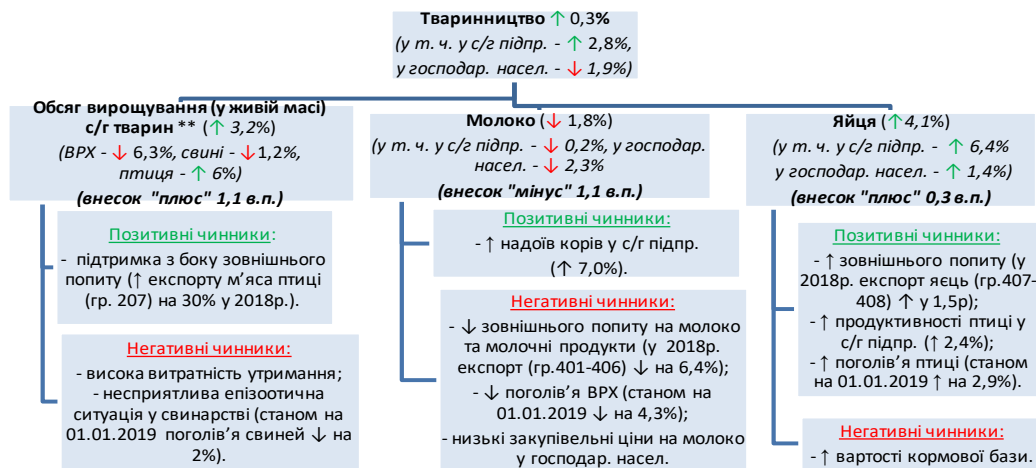 Тваринництво ↑ 0,3%
(у т. ч. у с/г підпр. - ↑ 2,8%,
у господар. насел. - ↓ 1,9%)
Обсяг вирощування (у живій масі)
с/г тварин ** (↑ 3,2%)
(ВРХ - ↓ 6,3%, свині - ↓1,2%,
птиця - ↑ 6%)
(внесок "плюс" 1,1 в.п.)
Позитивні чинники:
- підтримка з боку зовнішнього
попиту (↑ експорту м’яса птиці
(гр. 207) на 30% у 2018р.).
Негативні чинники:
- висока витратність утримання;
- несприятлива епізоотична
ситуація у свинарстві (станом на
01.01.2019 поголів’я свиней ↓ на
2%).
Молоко (↓ 1,8%)
(у т. ч. у с/г підпр. - ↓ 0,2%, у господар.
насел. - ↓ 2,3%)
(внесок "мінус" 1,1 в.п.)
Позитивні чинники:
- ↑ надоїв корів у с/г підпр.
(↑ 7,0%).
Негативні чинники:
- ↓ зовнішнього попиту на молоко
та молочні продукти (у 2018р.
експорт (гр.401-406) ↓ на 6,4%);
- ↓ поголів’я ВРХ (станом на
01.01.2019 ↓ на 4,3%);
- низькі закупівельні ціни на молоко
у господар. насел.
Яйця (↑4,1%)
(у т. ч. у с/г підпр. - ↑ 6,4%
у господар. насел. - ↑ 1,4%)
(внесок "плюс" 0,3 в.п.)
Позитивні чинники:
- ↑ зовнішнього попиту (у
2018р. експорт яєць (гр.407-
408) ↑ у 1,5р);
- ↑ продуктивності птиці у
с/г підпр. (↑ 2,4%);
- ↑ поголів’я птиці (станом
на 01.01.2019 ↑ на 2,9%).
Негативні чинники:
- ↑ вартості кормової бази.